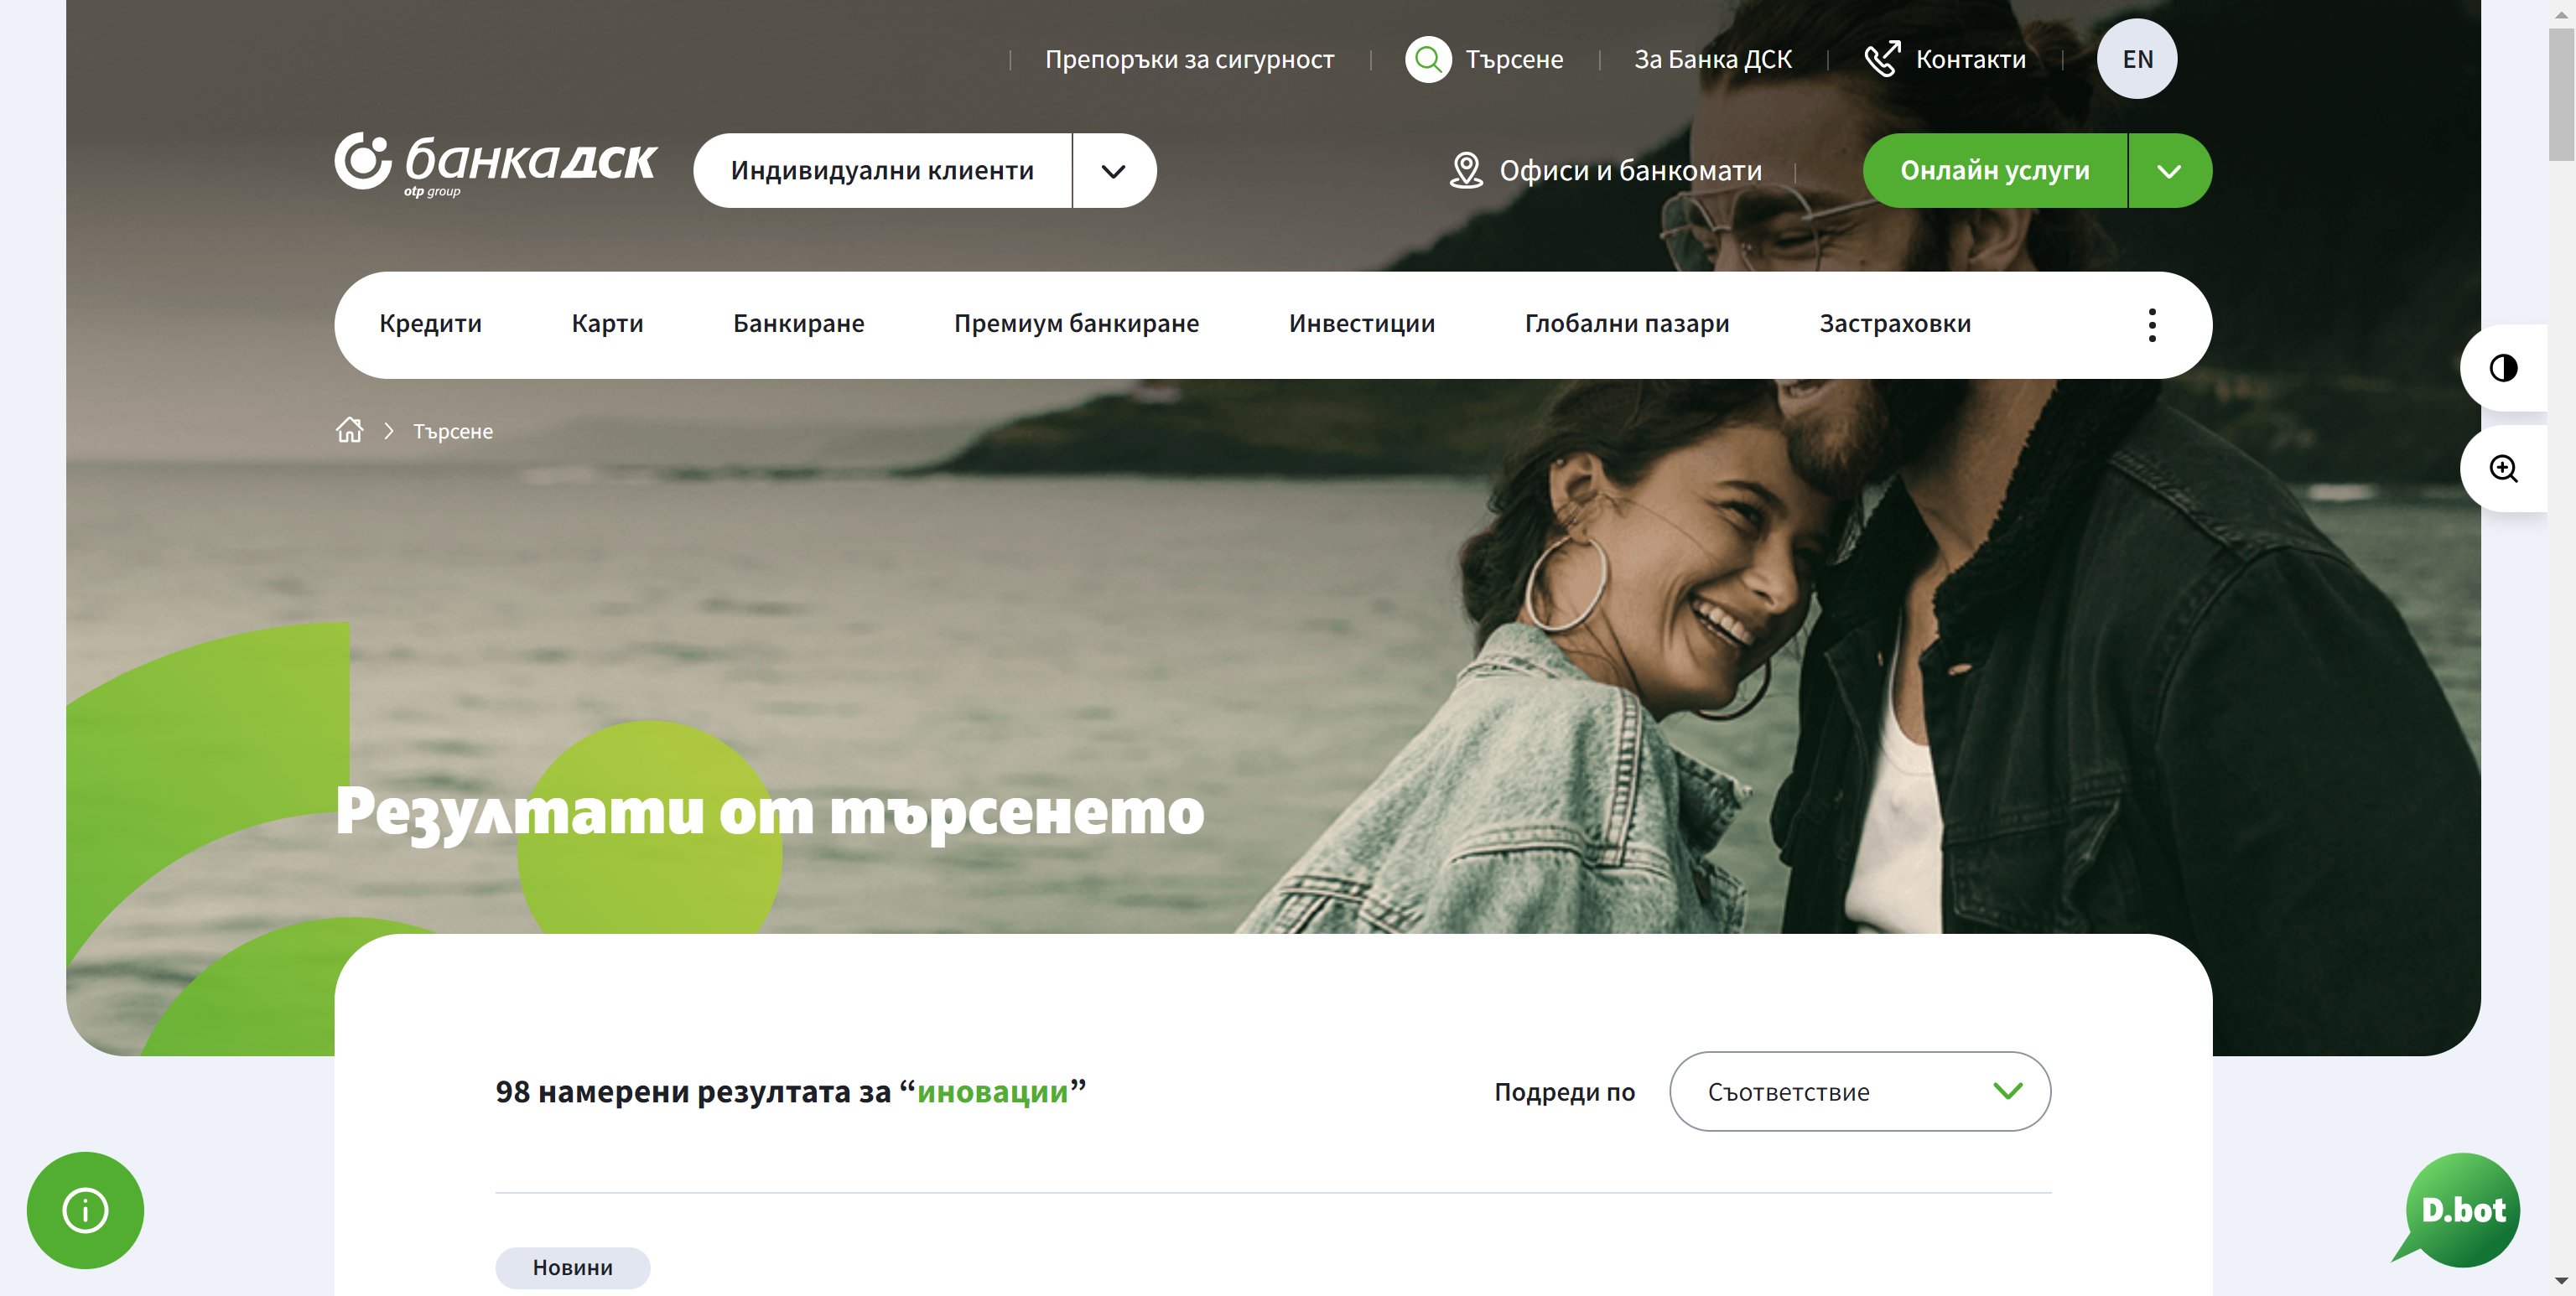 Препоръки за сигурност
Търсене
За Банка ДСК
Контакти
EN
банкаДСК
otp group
Индивидуални клиенти
Офиси и банкомати
Онлайн услуги
Кредити
Карти
Банкиране
Премиум банкиране
Инвестиции
Глобални пазари
Застраховки
Търсене
Резултати от търсенето
98 намерени резултата за “иновации”
Подреди по
Съответствие
Новини
D.bot